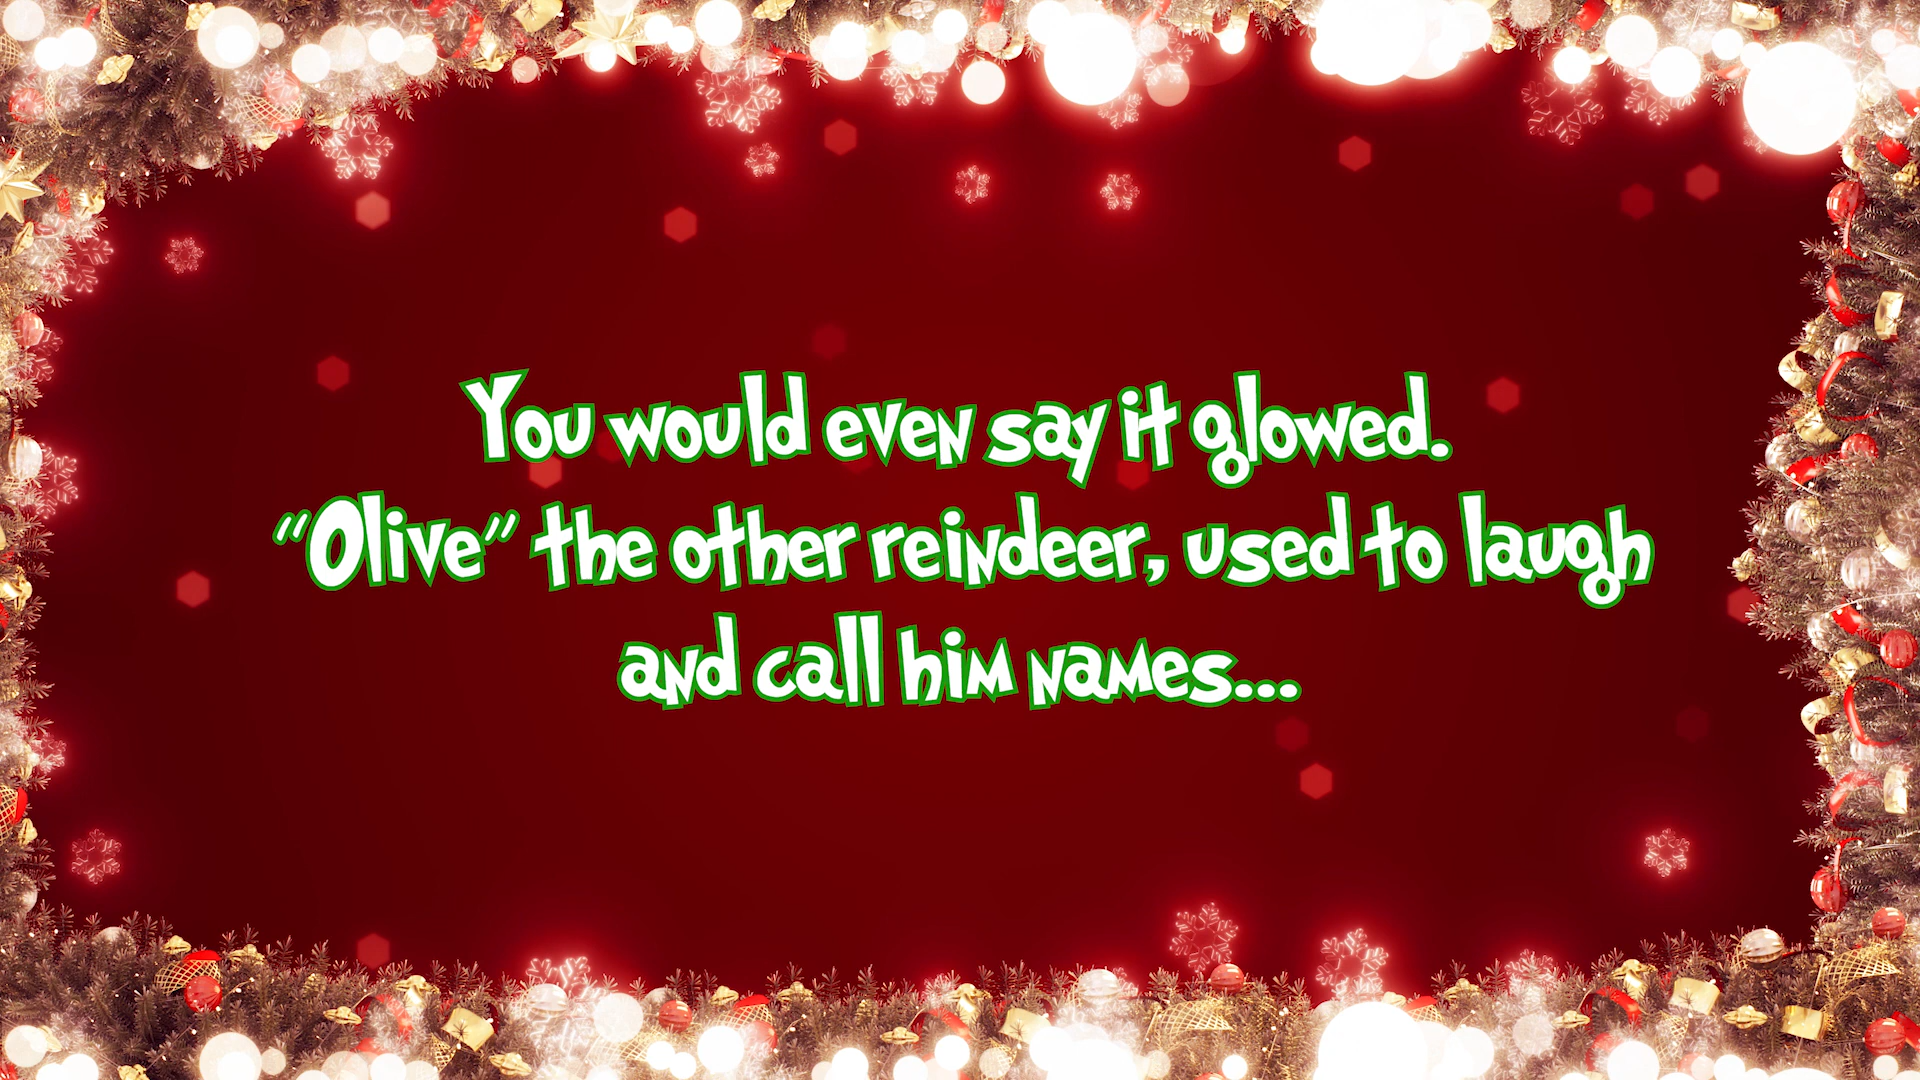 You would even say it glowed.
"Olive" the other reindeer, used to laugh
and call him names...